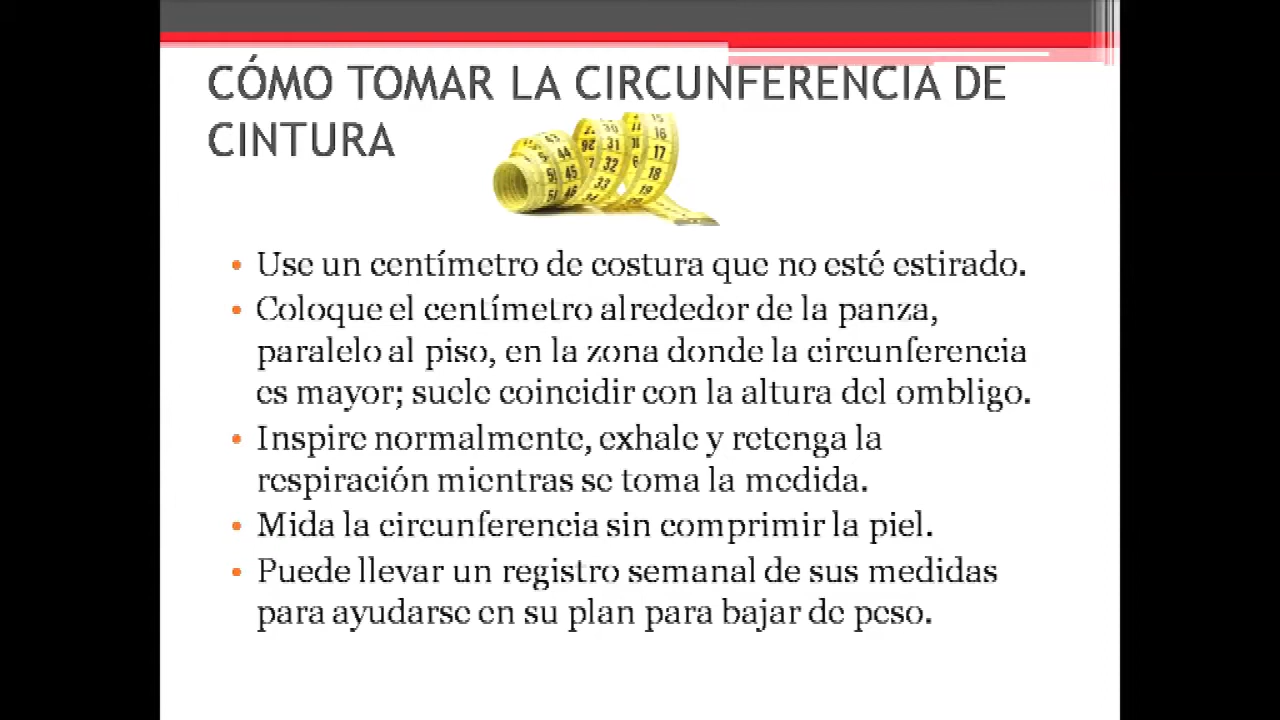 CÓMO TOMAR LA CIRCUNFERENCIA DE
CINTURA
• Use un centímetro de costura que no esté estirado.
• Coloque el centímetro alrededor de la panza,
paralelo al piso, en la zona donde la circunferencia
es mayor; suele coincidir con la altura del ombligo.
• Inspire normalmente, exhale y retenga la
respiración mientras se toma la medida.
• Mida la circunferencia sin comprimir la piel.
• Puede llevar un registro semanal de sus medidas
para ayudarse en su plan para bajar de peso.